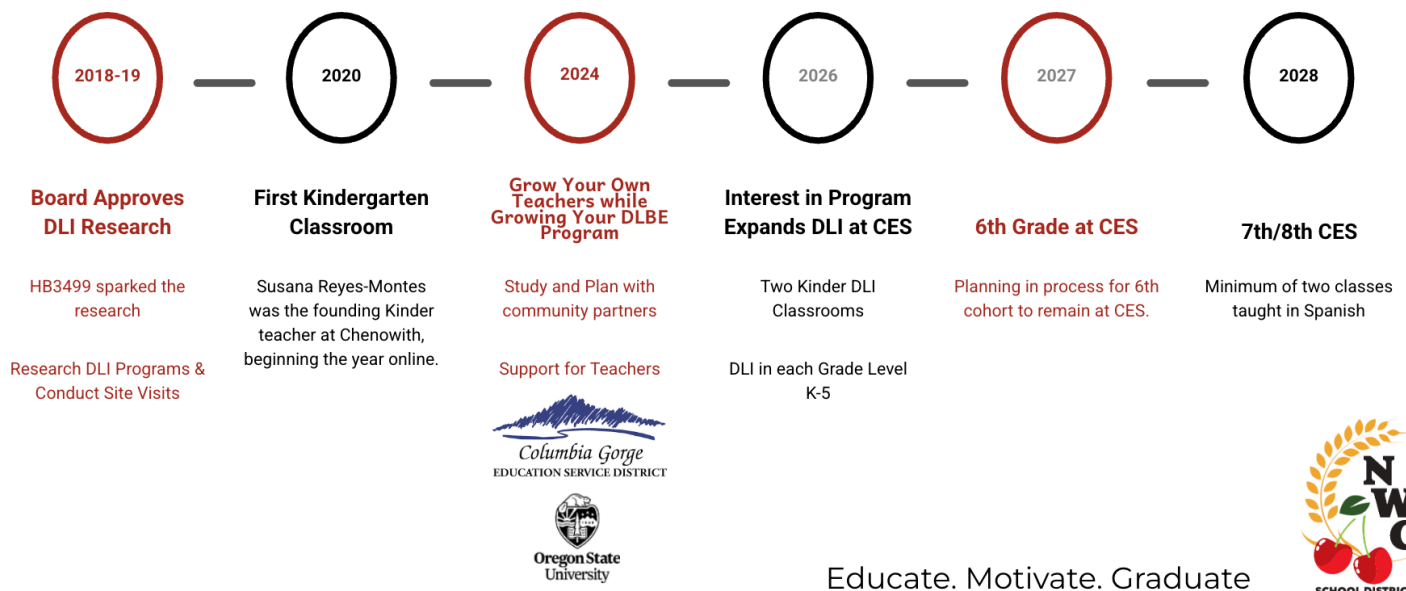 2018-19
Board Approves
DLI Research
HB3499 sparked the
research
Research DLI Programs &
Conduct Site Visits
2020
First Kindergarten
Classroom
Susana Reyes-Montes
was the founding Kinder
teacher at Chenowith,
beginning the year online.
2024
Grow Your Own
Teachers while
Growing Your DLBE
Program
Study and Plan with
community partners
Support for Teachers
Columbia Gorge
EDUCATION SERVICE DISTRICT
Oregon State
University
2026
Interest in Program
Expands DLI at CES
Two Kinder DLI
Classrooms
DLI in each Grade Level
K-5
2027
6th Grade at CES
Planning in process for 6th
cohort to remain at CES.
2028
7th/8th CES
Minimum of two classes
taught in Spanish
Educate. Motivate. Graduate
N
W
SCHOOL